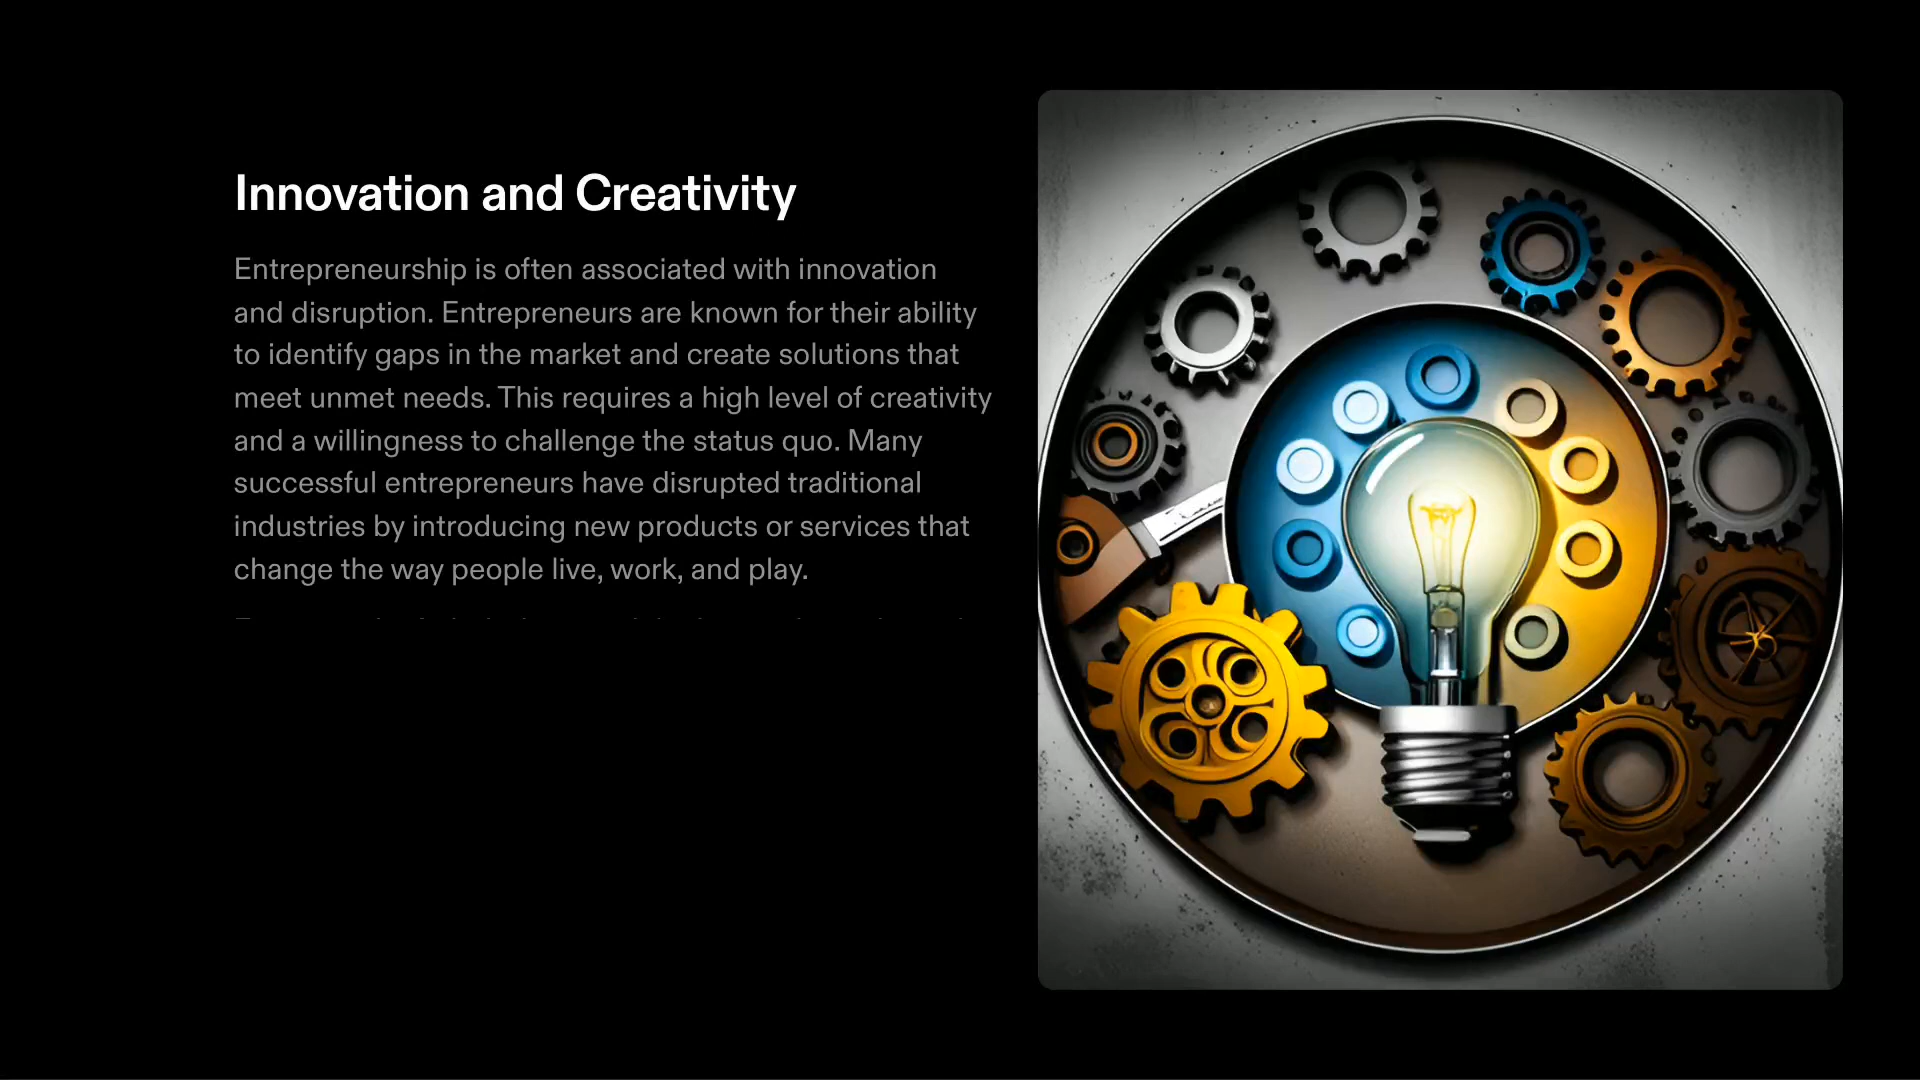 Innovation and Creativity
Entrepreneurship is often associated with innovation
and disruption. Entrepreneurs are known for their ability
to identify gaps in the market and create solutions that
meet unmet needs. This requires a high level of creativity
and a willingness to challenge the status quo. Many
successful entrepreneurs have disrupted traditional
industries by introducing new products or services that
change the way people live, work, and play.